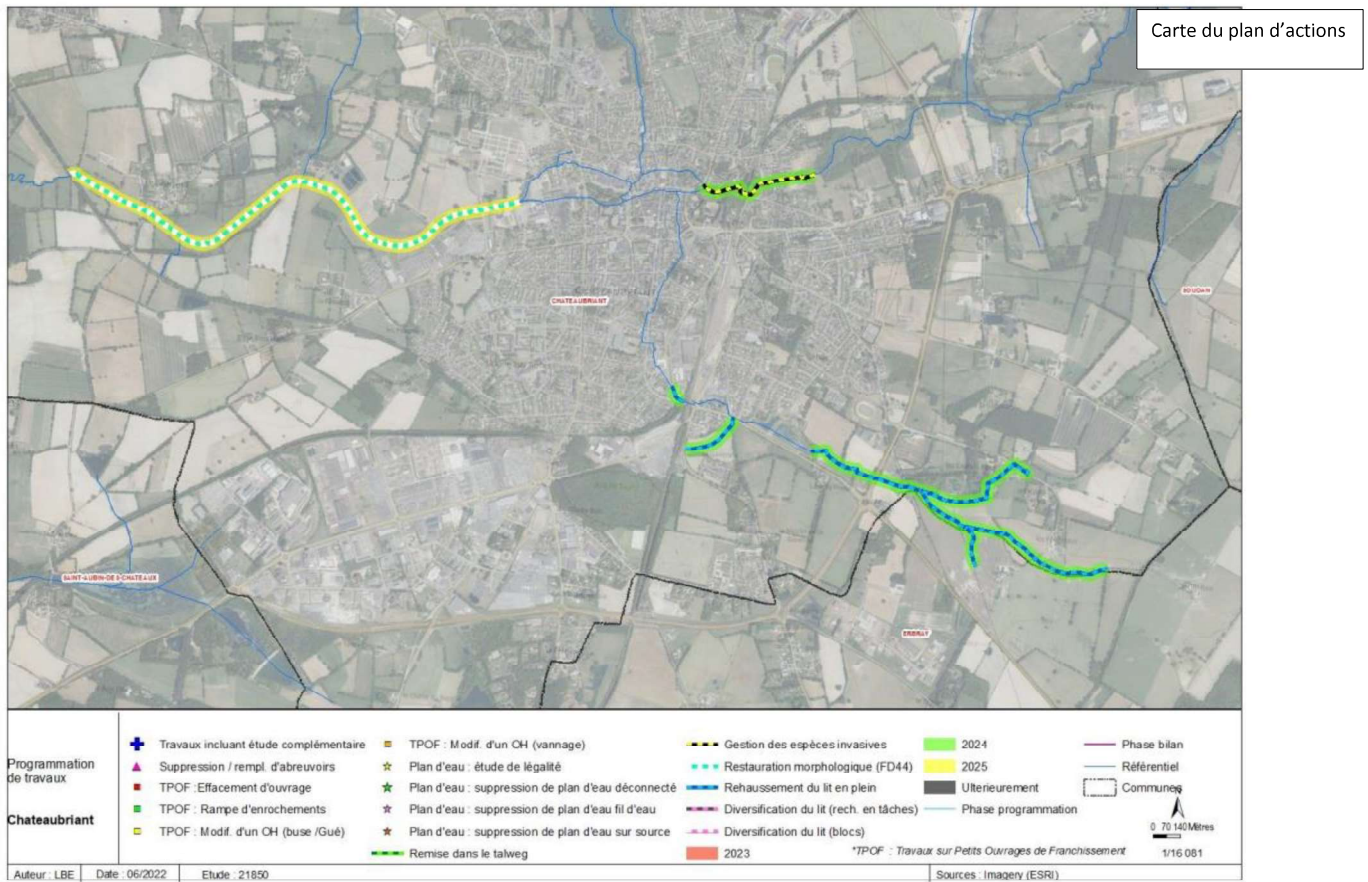 Carte du plan d'actions
CHATEAUBRIANT
SOUDAN
SAINT-AUBIN-DES-CHATEAUX
ERBRAY
Programmation
de travaux
Chateaubriant
Travaux incluant étude complémentaire
Suppression / rempl. d'abreuvoirs
TPOF :Effacement d'ouvrage
TPOF : Rampe d'enrochements
TPOF : Modif. d'un OH (buse /Gué)
TPOF : Modif. d'un OH (vannage)
Plan d'eau : étude de légalité
Plan d'eau : suppression de plan d'eau déconnecté
Plan d'eau : suppression de plan d'eau fil d'eau
Plan d'eau : suppression de plan d'eau sur source
Remise dans le talweg
Gestion des espèces invasives
Restauration morphologique (FD44)
Rehaussement du lit en plein
Diversification du lit (rech. en tâches)
Diversification du lit (blocs)
2023
2024
2025
Ulterieurement
Phase programmation
Phase bilan
Référentiel
Communes
N
0 70 140 Mètres
*TPOF : Travaux sur Petits Ouvrages de Franchissement
1/16 081
Auteur : LBE
Date : 06/2022
Etude : 21850
Sources : Imagery (ESRI)